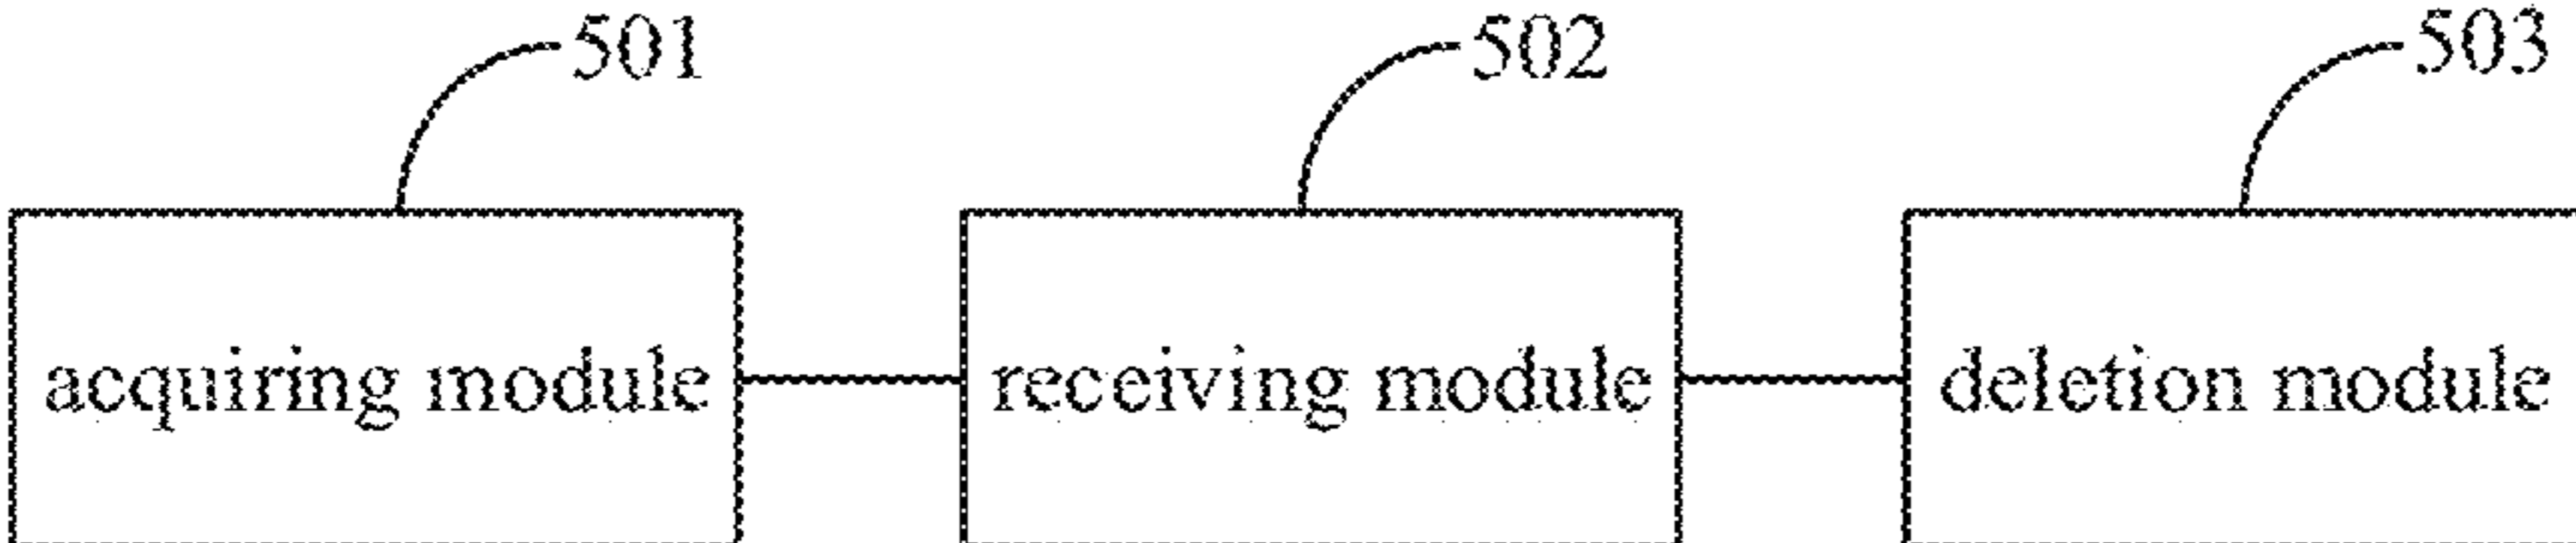 501 502 503
acquiring module receiving module deletion module